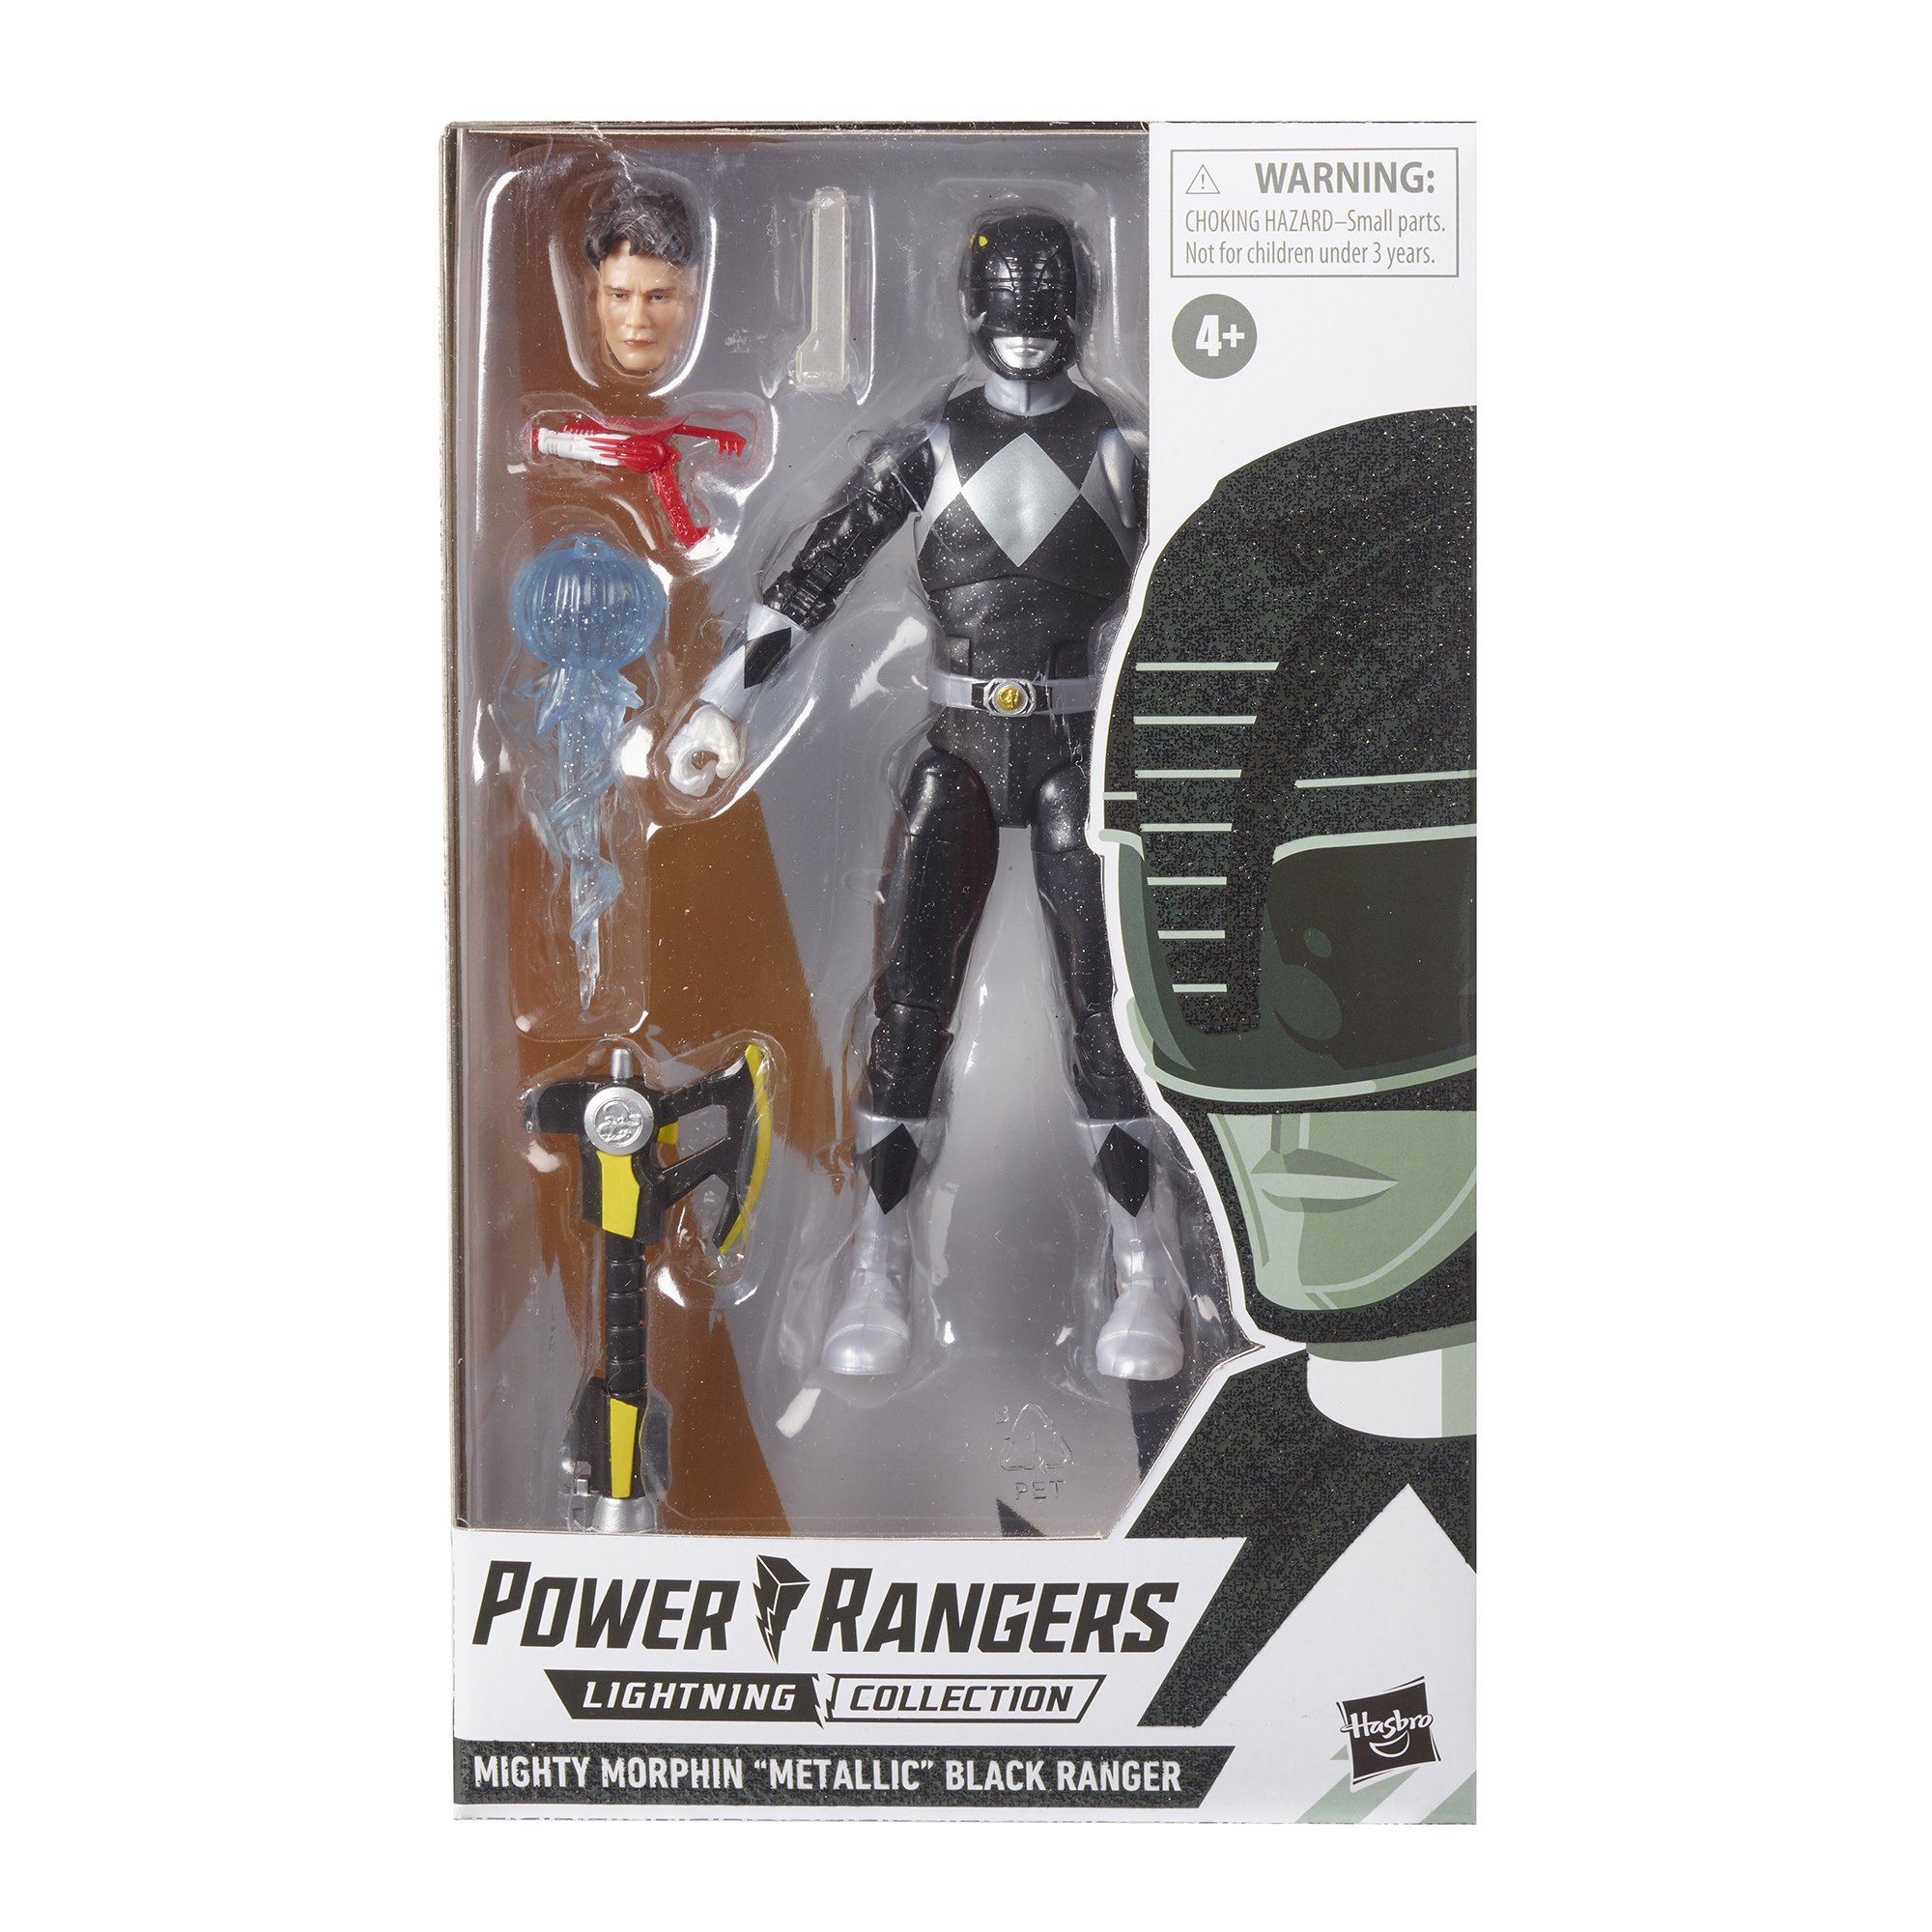 WARNING:
CHOKING HAZARD–Small parts.
Not for children under 3 years.
4+
PET
POWER RANGERS
LIGHTNING COLLECTION
Hasbro
MIGHTY MORPHIN “METALLIC” BLACK RANGER